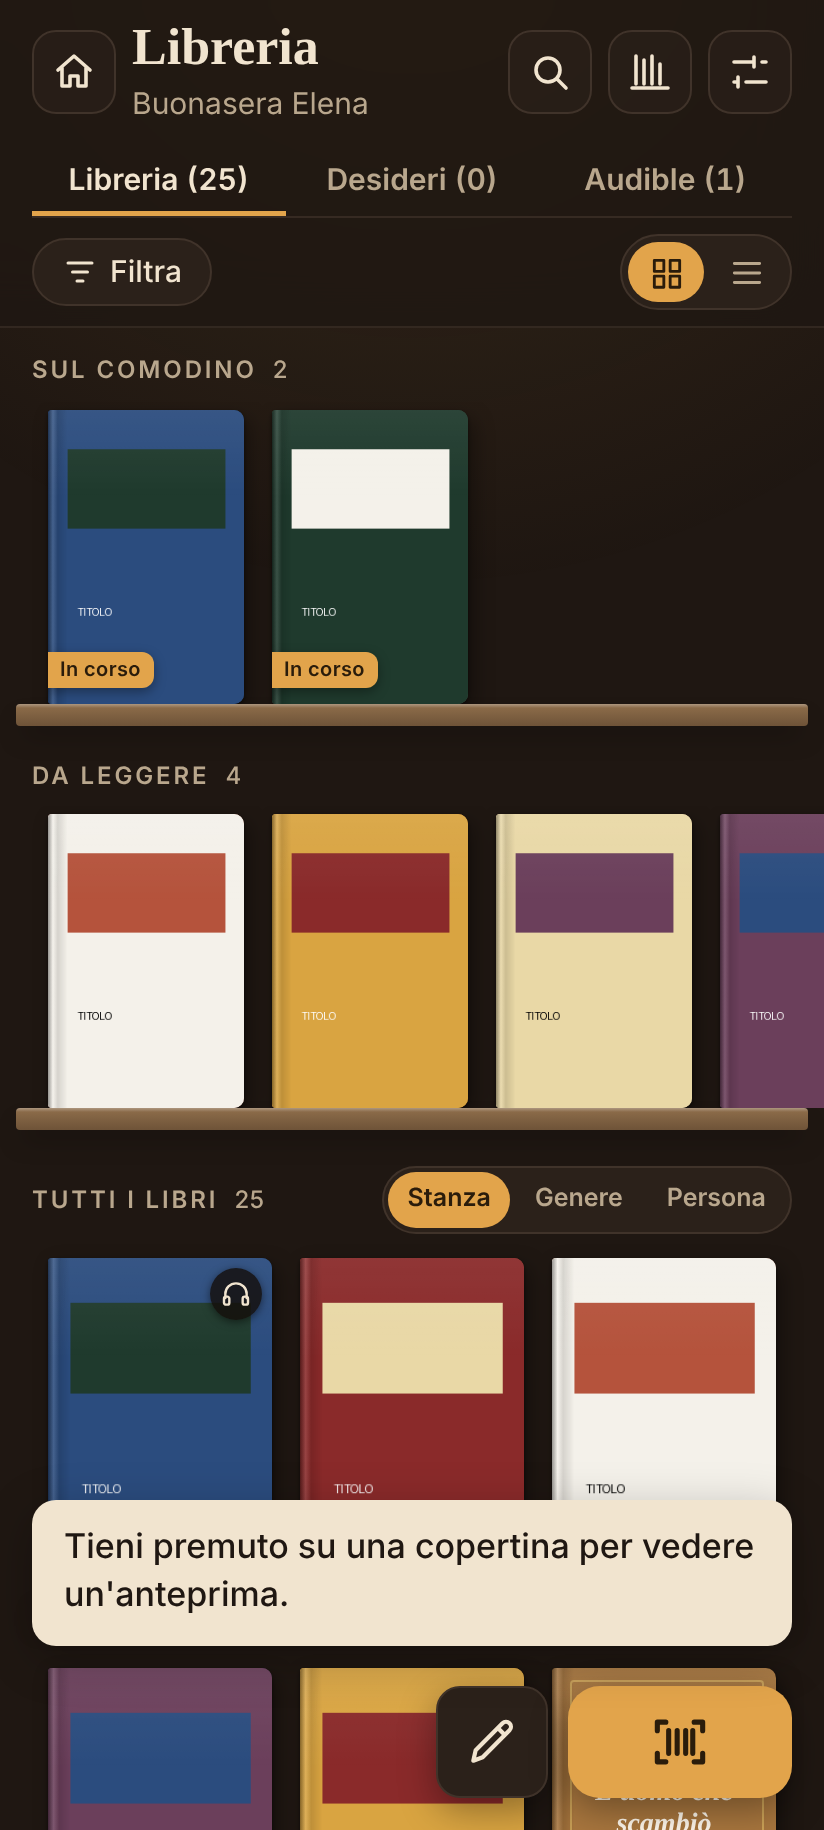 Libreria
Buonasera Elena
Libreria (25)
Desideri (0)
Audible (1)
Filtra
SUL COMODINO 2
TITOLO
TITOLO
In corso
In corso
DA LEGGERE 4
TITOLO
TITOLO
TITOLO
TITOLO
TUTTI I LIBRI 25
Stanza
Genere
Persona
TITOLO
TITOLO
TITOLO
Tieni premuto su una copertina per vedere
un'anteprima.
scambiò